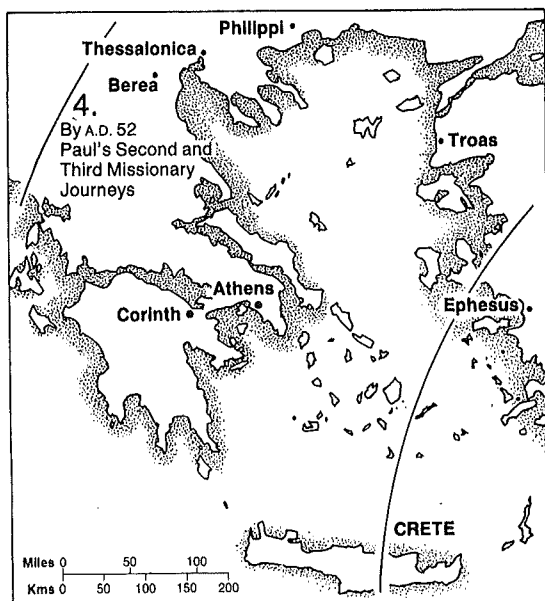 Philippi
Thessalonica
Berea
4.
By A.D. 52
Paul's Second and
Third Missionary
Journeys
Troas
Athens
Corinth
Ephesus
CRETE
Miles 0 50 100
Kms 0 50 100 150 200